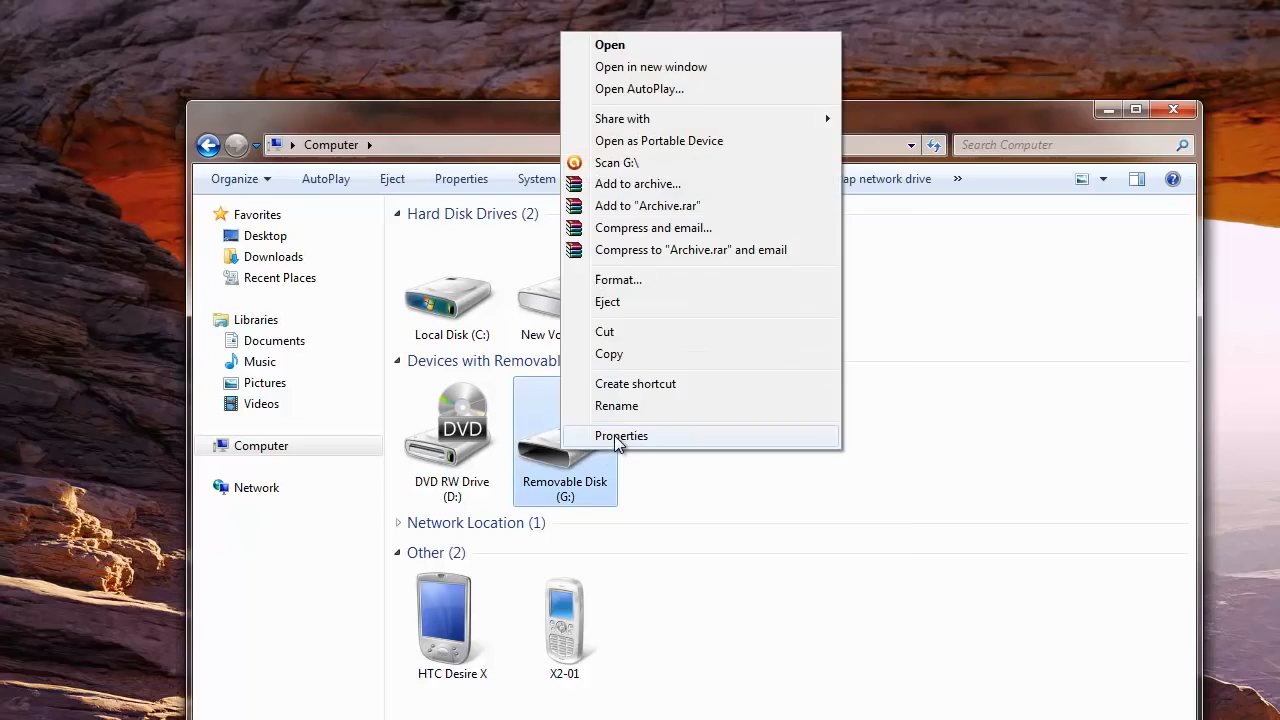 Open
Open in new window
Open AutoPlay...
Share with
Open as Portable Device
Scan G:\
Add to archive...
Add to "Archive.rar"
Compress and email...
Compress to "Archive.rar" and email
Format...
Eject
Cut
Copy
Create shortcut
Rename
Properties
Computer
Search Computer
Organize AutoPlay Eject Properties System ap network drive »
Favorites
Desktop
Downloads
Recent Places
Libraries
Documents
Music
Pictures
Videos
Computer
Network
Hard Disk Drives (2)
Local Disk (C:) New Vo
Devices with Removabl
DVD
DVD RW Drive (D:)
Removable Disk (G:)
Network Location (1)
Other (2)
HTC Desire X X2-01